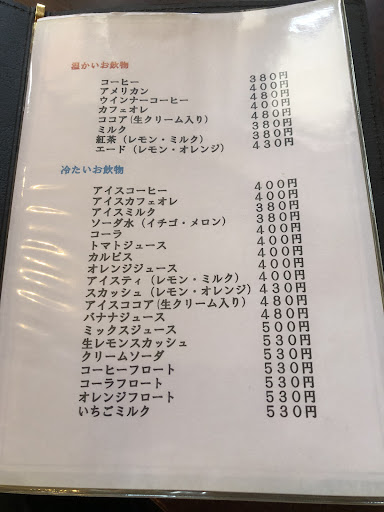 温かいお飲物
コーヒー 380円
アメリカン 400円
ウインナーコーヒー 480円
カフェオレ 400円
ココア(生クリーム入り) 480円
ミルク 380円
紅茶(レモン・ミルク) 380円
エード(レモン・オレンジ) 430円
冷たいお飲物
アイスコーヒー 400円
アイスカフェオレ 400円
アイスミルク 380円
ソーダ水(イチゴ・メロン) 380円
コーラ 400円
トマトジュース 400円
カルピス 400円
オレンジジュース 400円
アイスティ(レモン・ミルク) 400円
スカッシュ(レモン・オレンジ) 430円
アイスココア(生クリーム入り) 480円
バナナジュース 480円
ミックスジュース 500円
生レモンスカッシュ 530円
クリームソーダ 530円
コーヒーフロート 530円
コーラフロート 530円
オレンジフロート 530円
いちごミルク 530円